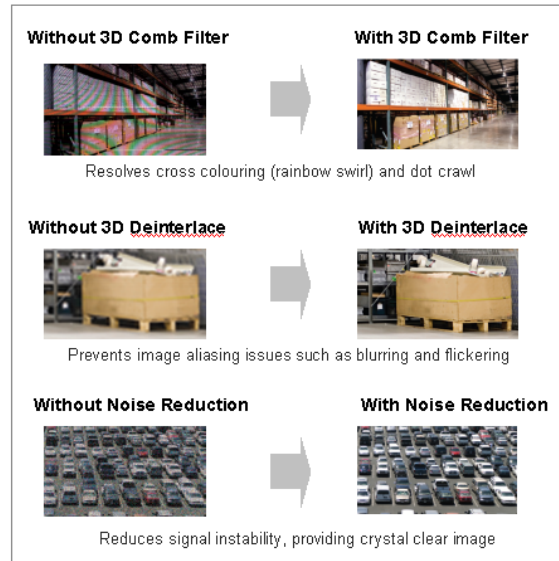 Without 3D Comb Filter
With 3D Comb Filter
Resolves cross colouring (rainbow swirl) and dot crawl
Without 3D Deinterlace
With 3D Deinterlace
Prevents image aliasing issues such as blurring and flickering
Without Noise Reduction
With Noise Reduction
Reduces signal instability, providing crystal clear image